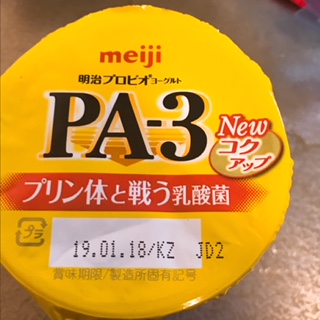 meiji
明治プロビオヨーグルト
PA-3
New
コク
アップ
プリン体と戦う乳酸菌
プラ
19.01.18/KZ JD2
賞味期限/製造所固有記号